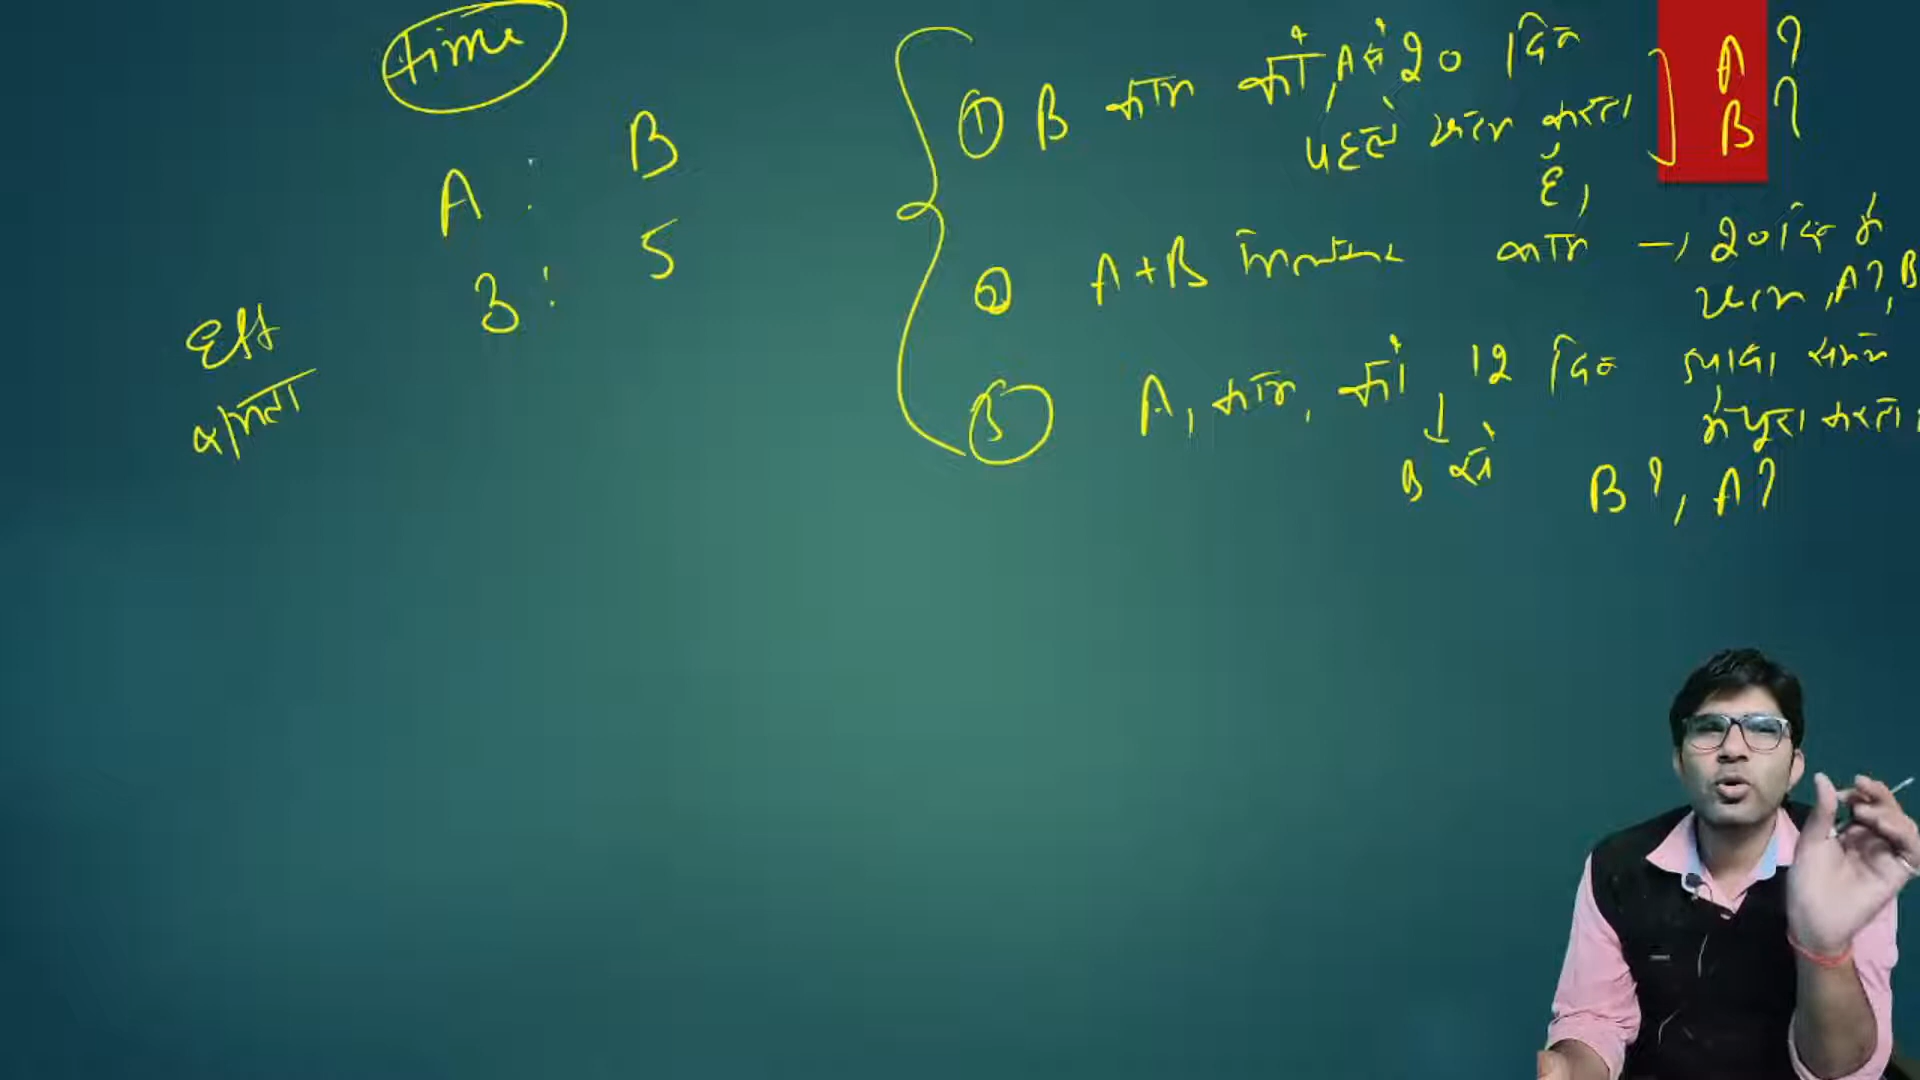 Time
A : B
Eff 3 : 5
क्षमता
① B काम को, A से 20 दिन
पहले खत्म करता
है,
A ?
B ?
② A + B मिलकर काम → 20 दिन में
खत्म, A?, B
③ A, काम, को, 12 दिन ज्यादा समय
में पूरा करता
↓
B से
B ?, A ?